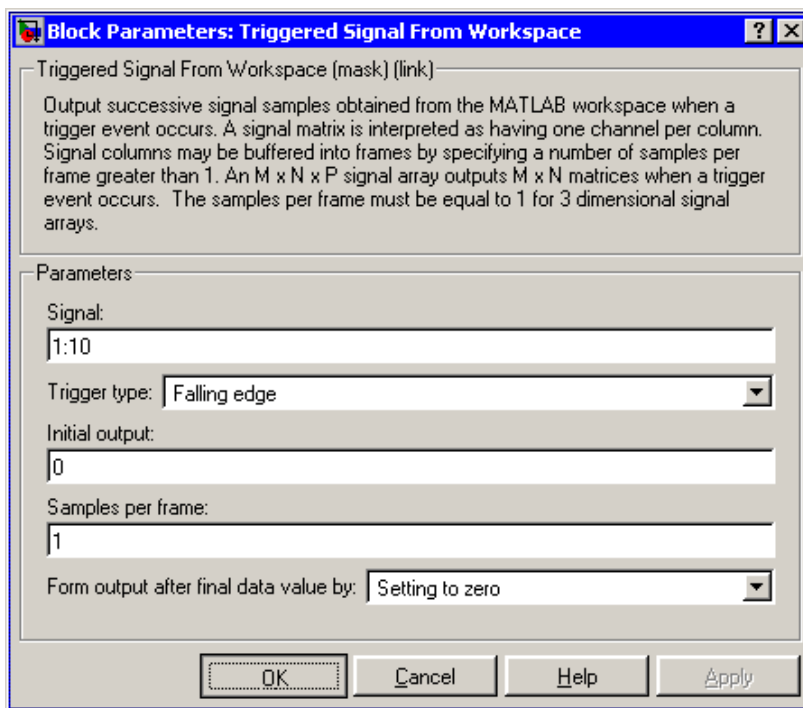 Block Parameters: Triggered Signal From Workspace
Triggered Signal From Workspace (mask) (link)
Output successive signal samples obtained from the MATLAB workspace when a
trigger event occurs. A signal matrix is interpreted as having one channel per column.
Signal columns may be buffered into frames by specifying a number of samples per
frame greater than 1. An M x N x P signal array outputs M x N matrices when a trigger
event occurs.  The samples per frame must be equal to 1 for 3 dimensional signal
arrays.
Parameters
Signal:
1:10
Trigger type: Falling edge
Initial output:
0
Samples per frame:
1
Form output after final data value by: Setting to zero
OK Cancel Help Apply